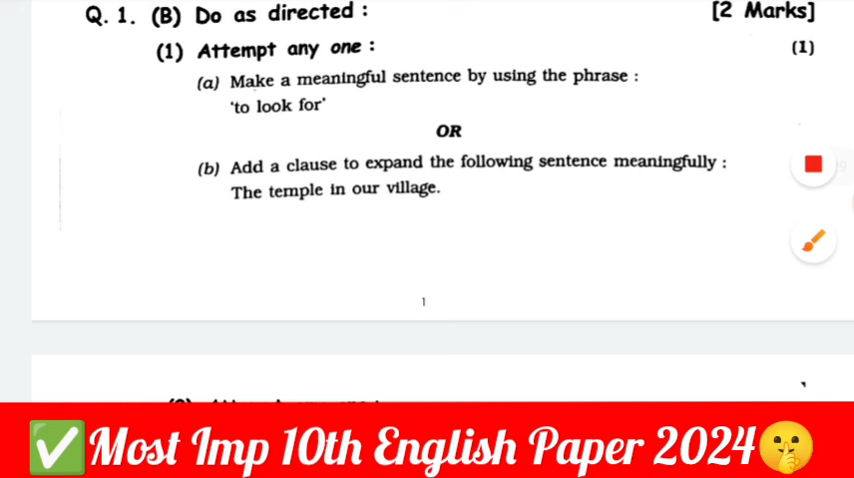 Q. 1. (B) Do as directed : [2 Marks]
(1) Attempt any one : (1)
(a) Make a meaningful sentence by using the phrase :
‘to look for’
OR
(b) Add a clause to expand the following sentence meaningfully :
The temple in our village.
1
✅Most Imp 10th English Paper 2024🤫